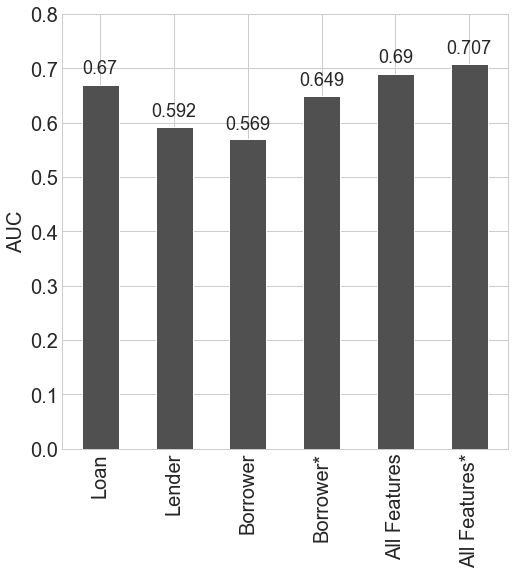 0.8
0.7
0.6
0.5
0.4
0.3
0.2
0.1
0.0
AUC
0.67
0.592
0.569
0.649
0.69
0.707
Loan
Lender
Borrower
Borrower*
All Features
All Features*